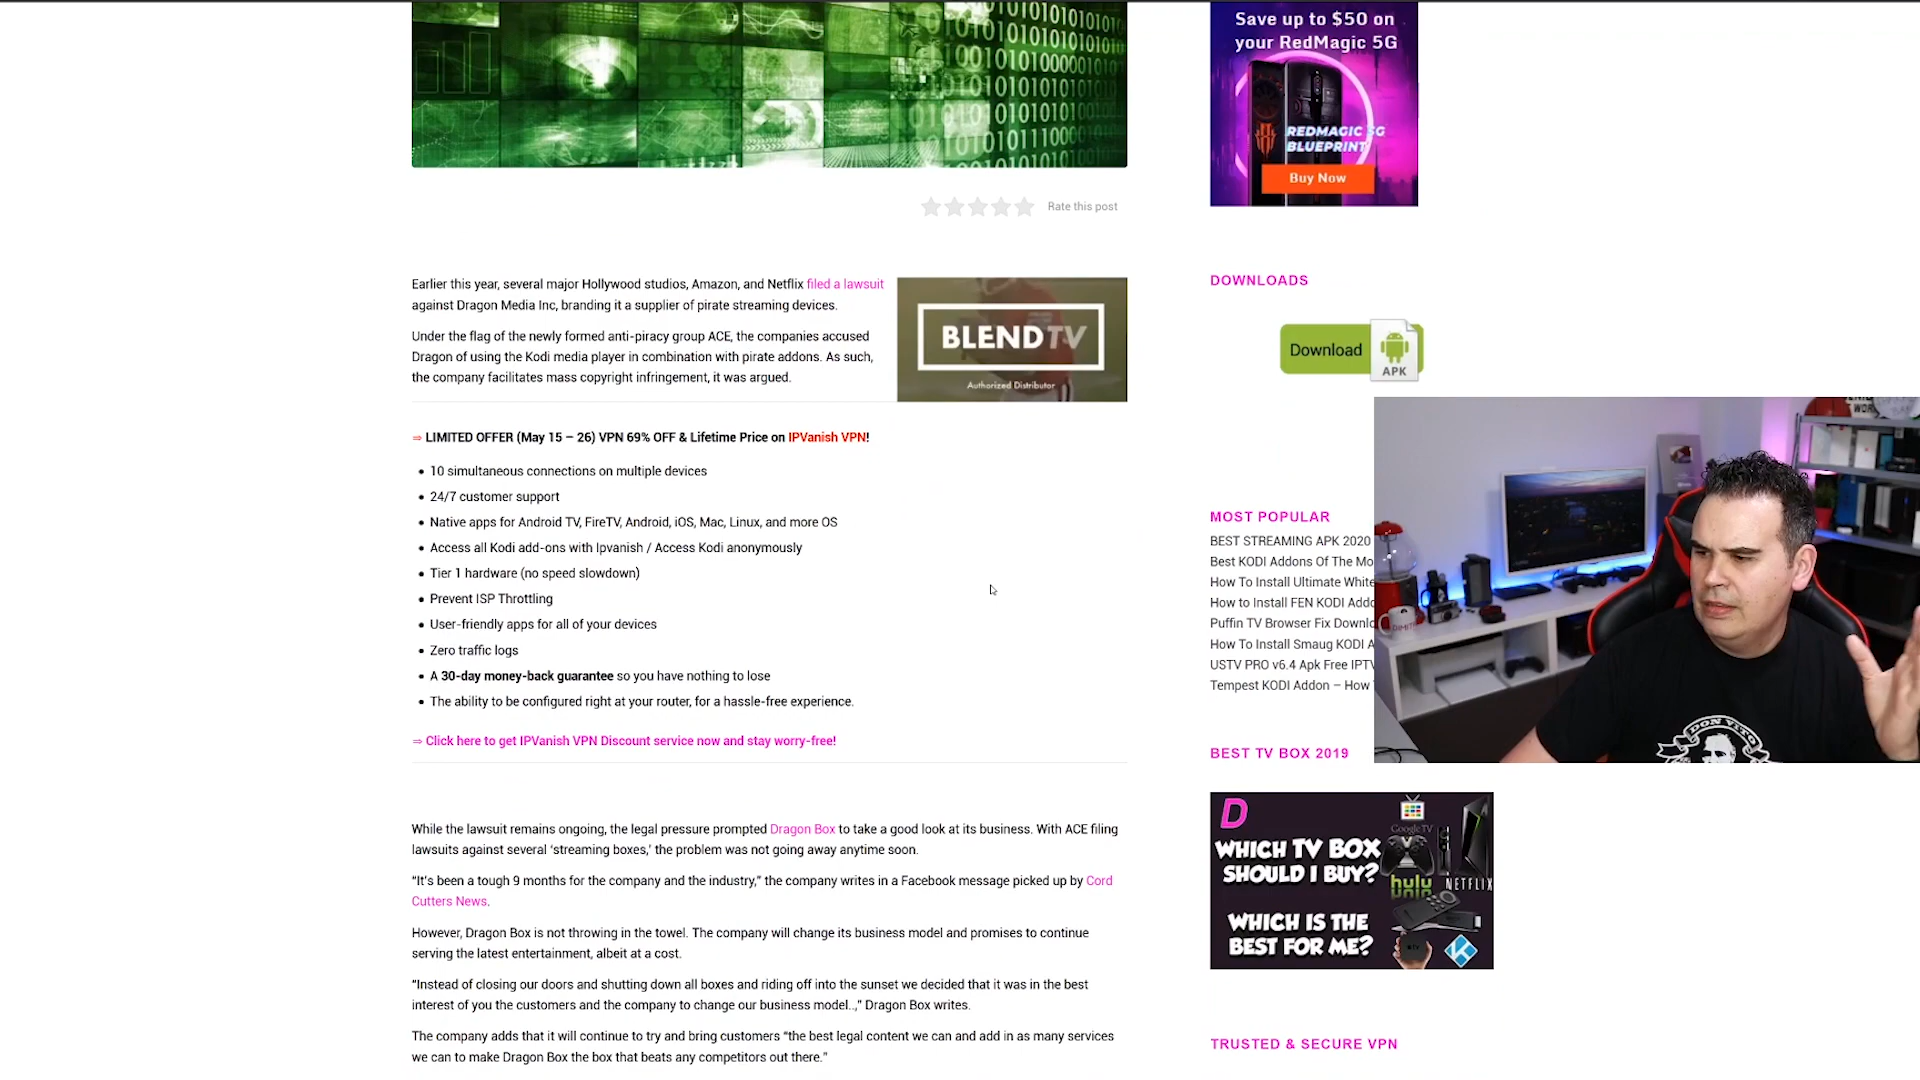 Save up to $50 on
your RedMagic 5G
REDMAGIC 5G
BLUEPRINT
Buy Now
Rate this post
Earlier this year, several major Hollywood studios, Amazon, and Netflix filed a lawsuit
against Dragon Media Inc, branding it a supplier of pirate streaming devices.
Under the flag of the newly formed anti-piracy group ACE, the companies accused
Dragon of using the Kodi media player in combination with pirate addons. As such,
the company facilitates mass copyright infringement, it was argued.
BLENDTV
Authorized Distributor
⇒ LIMITED OFFER (May 15 – 26) VPN 69% OFF & Lifetime Price on IPVanish VPN!
• 10 simultaneous connections on multiple devices
• 24/7 customer support
• Native apps for Android TV, FireTV, Android, iOS, Mac, Linux, and more OS
• Access all Kodi add-ons with Ipvanish / Access Kodi anonymously
• Tier 1 hardware (no speed slowdown)
• Prevent ISP Throttling
• User-friendly apps for all of your devices
• Zero traffic logs
• A 30-day money-back guarantee so you have nothing to lose
• The ability to be configured right at your router, for a hassle-free experience.
⇒ Click here to get IPVanish VPN Discount service now and stay worry-free!
While the lawsuit remains ongoing, the legal pressure prompted Dragon Box to take a good look at its business. With ACE filing
lawsuits against several ‘streaming boxes,’ the problem was not going away anytime soon.
“It’s been a tough 9 months for the company and the industry,” the company writes in a Facebook message picked up by Cord
Cutters News.
However, Dragon Box is not throwing in the towel. The company will change its business model and promises to continue
serving the latest entertainment, albeit at a cost.
“Instead of closing our doors and shutting down all boxes and riding off into the sunset we decided that it was in the best
interest of you the customers and the company to change our business model..,” Dragon Box writes.
The company adds that it will continue to try and bring customers “the best legal content we can and add in as many services
we can to make Dragon Box the box that beats any competitors out there.”
DOWNLOADS
Download
APK
MOST POPULAR
BEST STREAMING APK 2020
Best KODI Addons Of The Mo
How To Install Ultimate White
How to Install FEN KODI Addo
Puffin TV Browser Fix Downlo
How To Install Smaug KODI A
USTV PRO v6.4 Apk Free IPTV
Tempest KODI Addon – How
DON VITO
BEST TV BOX 2019
D
Google TV
WHICH TV BOX
SHOULD I BUY?
hulu
NETFLIX
WHICH IS THE
BEST FOR ME?
TRUSTED & SECURE VPN